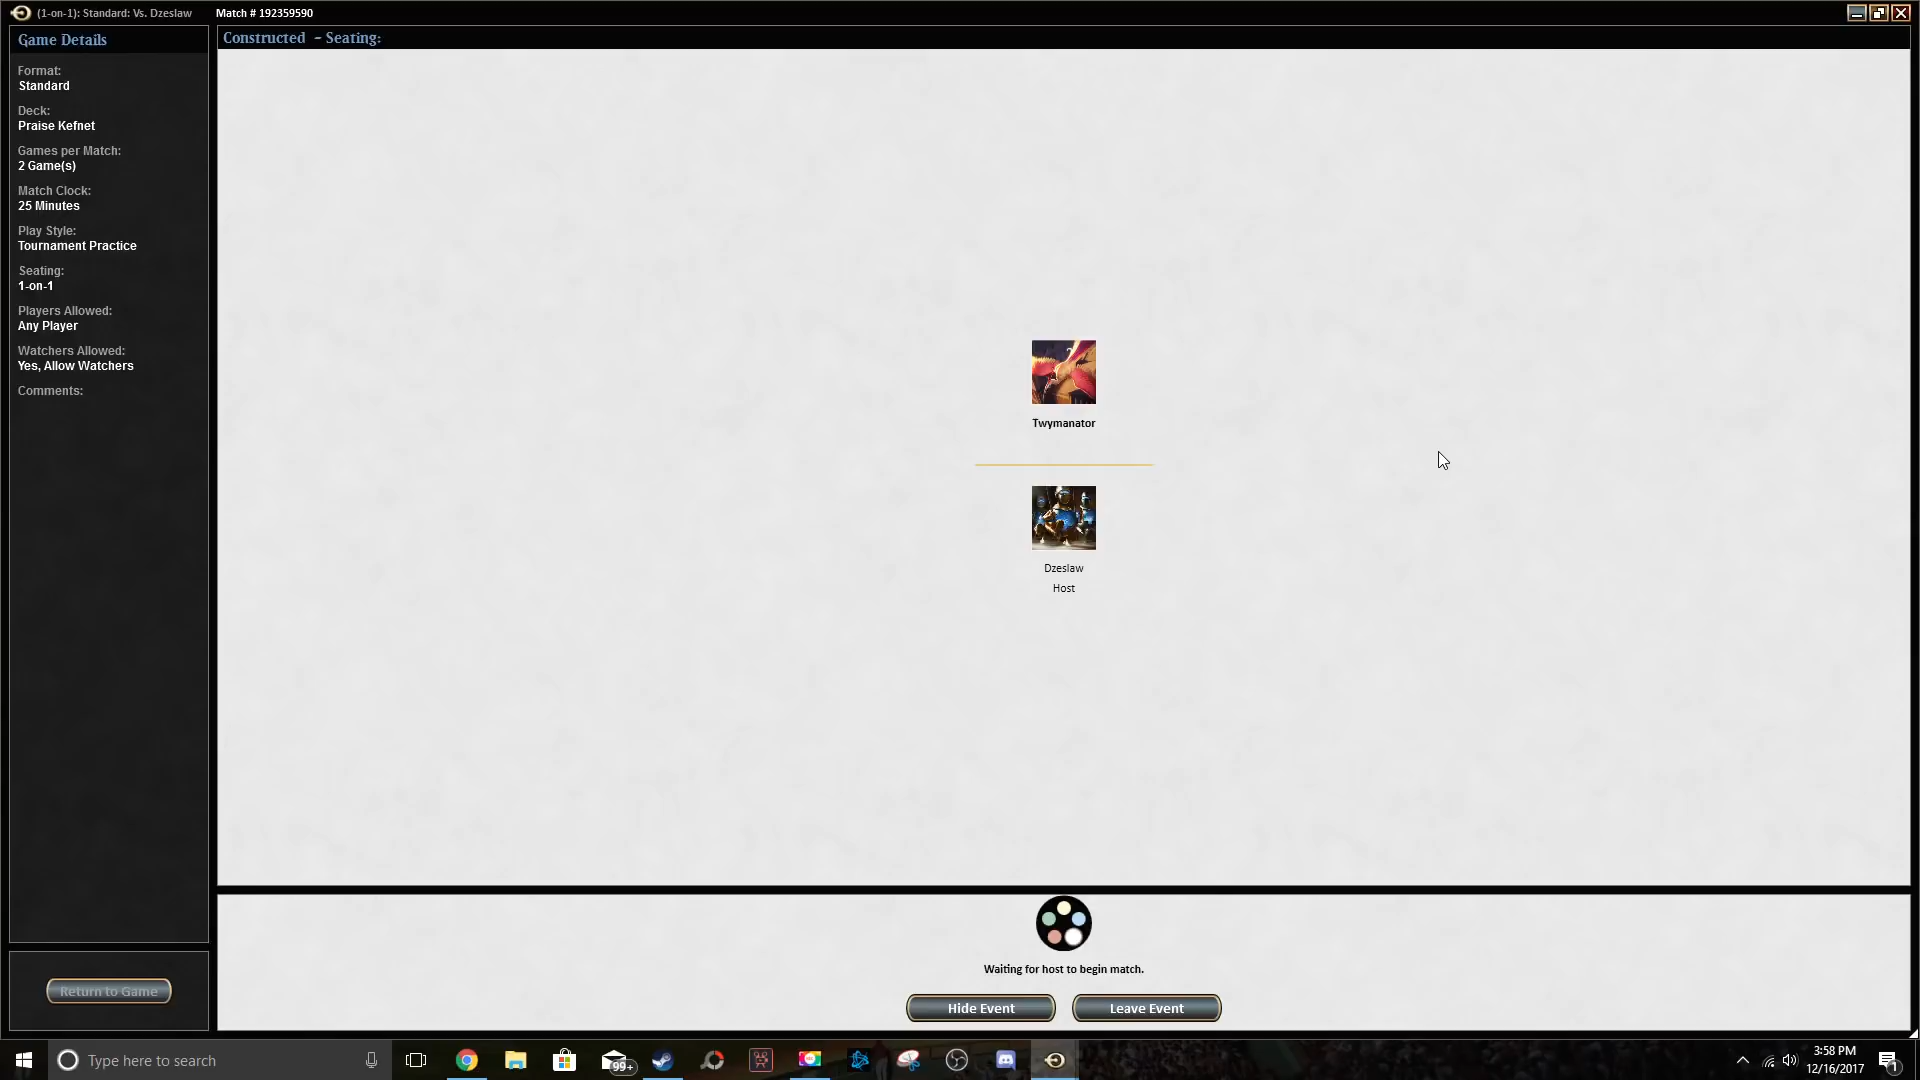 (1-on-1): Standard: Vs. Dzeslaw
Match # 192359590
Game Details
Format:
Standard
Deck:
Praise Kefnet
Games per Match:
2 Game(s)
Match Clock:
25 Minutes
Play Style:
Tournament Practice
Seating:
1-on-1
Players Allowed:
Any Player
Watchers Allowed:
Yes, Allow Watchers
Comments:
Return to Game
Constructed - Seating:
Twymanator
Dzeslaw
Host
Waiting for host to begin match.
Hide Event
Leave Event
Type here to search
99+
3:58 PM
12/16/2017
1